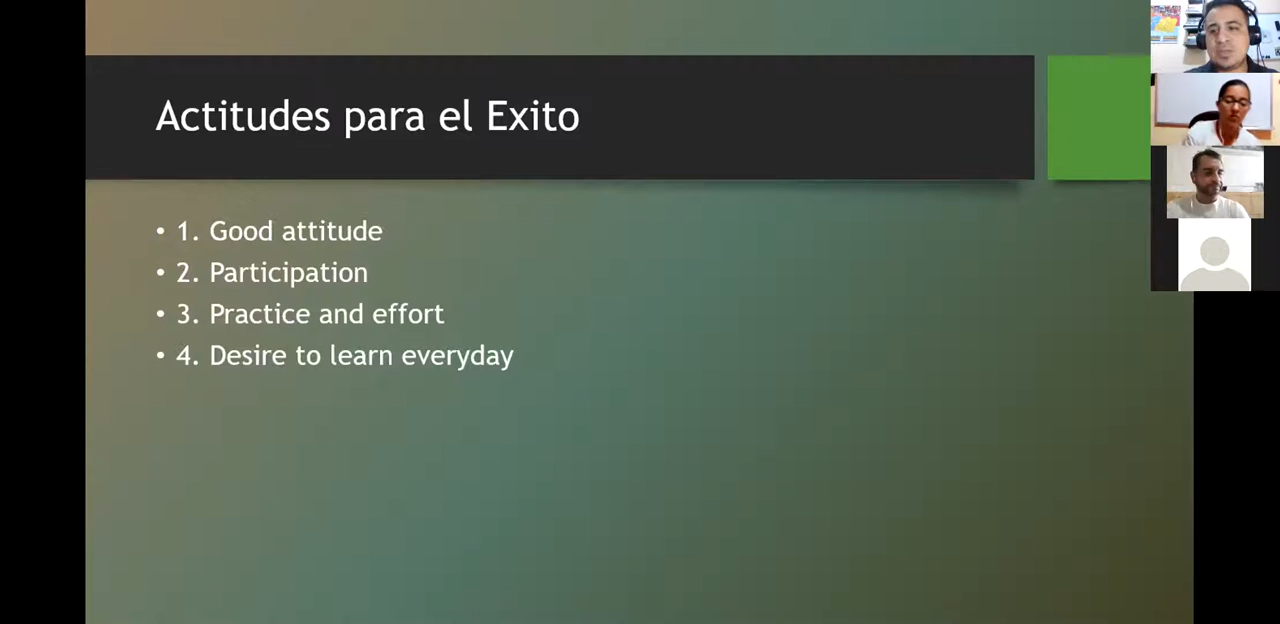 Actitudes para el Exito
• 1. Good attitude
• 2. Participation
• 3. Practice and effort
• 4. Desire to learn everyday